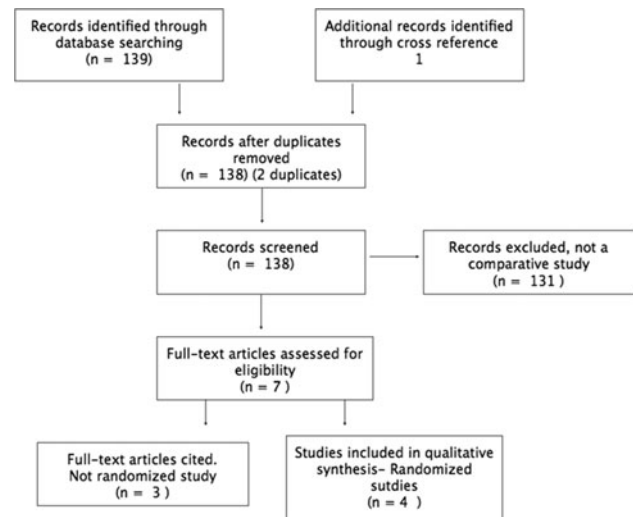 Records identified through
database searching
(n = 139)
Additional records identified
through cross reference
1
Records after duplicates
removed
(n = 138) (2 duplicates)
Records screened
(n = 138)
Records excluded, not a
comparative study
(n = 131 )
Full-text articles assessed for
eligibility
(n = 7 )
Full-text articles cited.
Not randomized study
(n = 3 )
Studies included in qualitative
synthesis- Randomized
sutdies
(n = 4 )